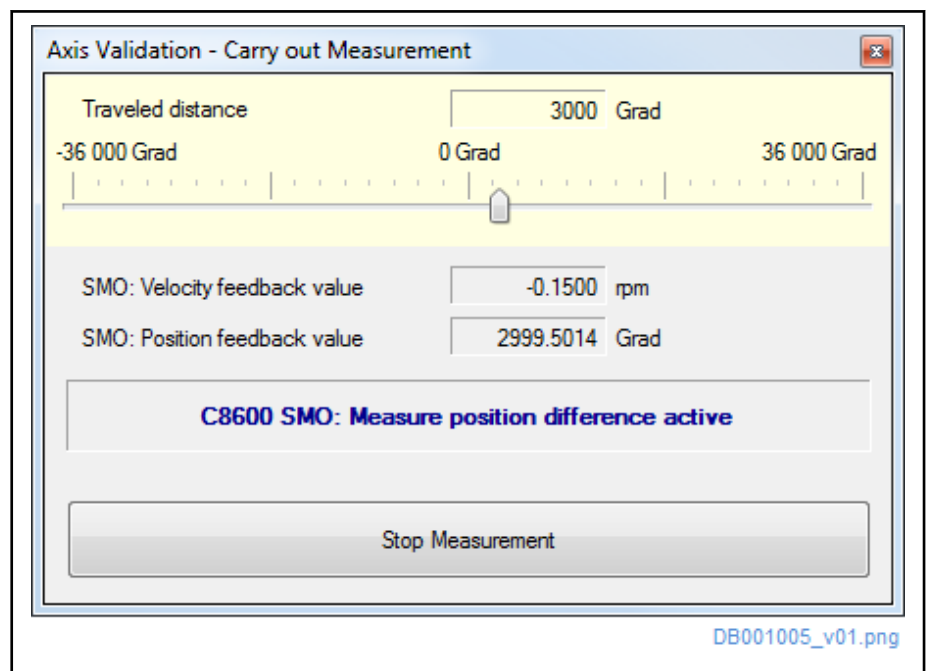 Axis Validation - Carry out Measurement
Traveled distance 3000 Grad
-36 000 Grad 0 Grad 36 000 Grad
SMO: Velocity feedback value -0.1500 rpm
SMO: Position feedback value 2999.5014 Grad
C8600 SMO: Measure position difference active
Stop Measurement
DB001005_v01.png